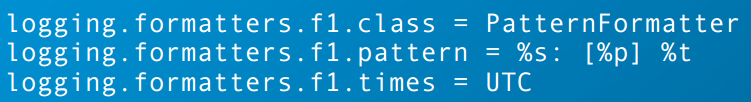 logging.formatters.f1.class = PatternFormatter
logging.formatters.f1.pattern = %s: [%p] %t
logging.formatters.f1.times = UTC